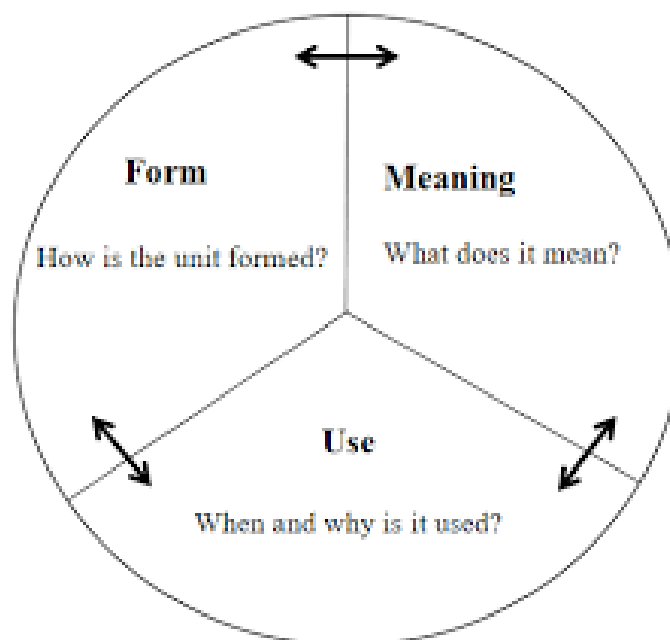 Form
How is the unit formed?
Meaning
What does it mean?
Use
When and why is it used?